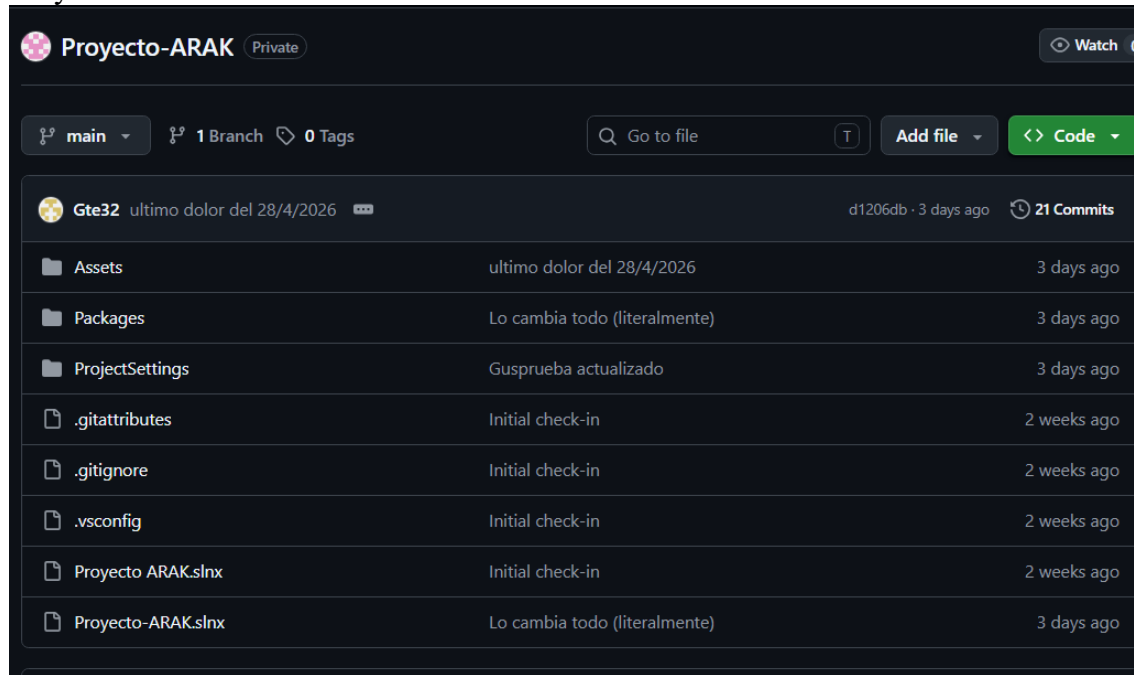 Proyecto-ARAK Private Watch
main 1 Branch 0 Tags Go to file T Add file Code
Gte32 ultimo dolor del 28/4/2026 d1206db · 3 days ago 21 Commits
Assets ultimo dolor del 28/4/2026 3 days ago
Packages Lo cambia todo (literalmente) 3 days ago
ProjectSettings Gusprueba actualizado 3 days ago
.gitattributes Initial check-in 2 weeks ago
.gitignore Initial check-in 2 weeks ago
.vsconfig Initial check-in 2 weeks ago
Proyecto ARAK.slnx Initial check-in 2 weeks ago
Proyecto-ARAK.slnx Lo cambia todo (literalmente) 3 days ago